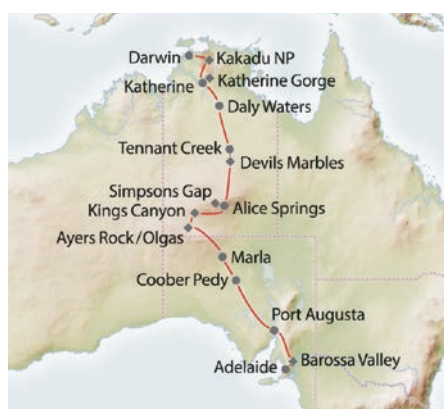 Darwin
Kakadu NP
Katherine Gorge
Katherine
Daly Waters
Tennant Creek
Devils Marbles
Simpsons Gap
Kings Canyon
Alice Springs
Ayers Rock/Olgas
Marla
Coober Pedy
Port Augusta
Barossa Valley
Adelaide